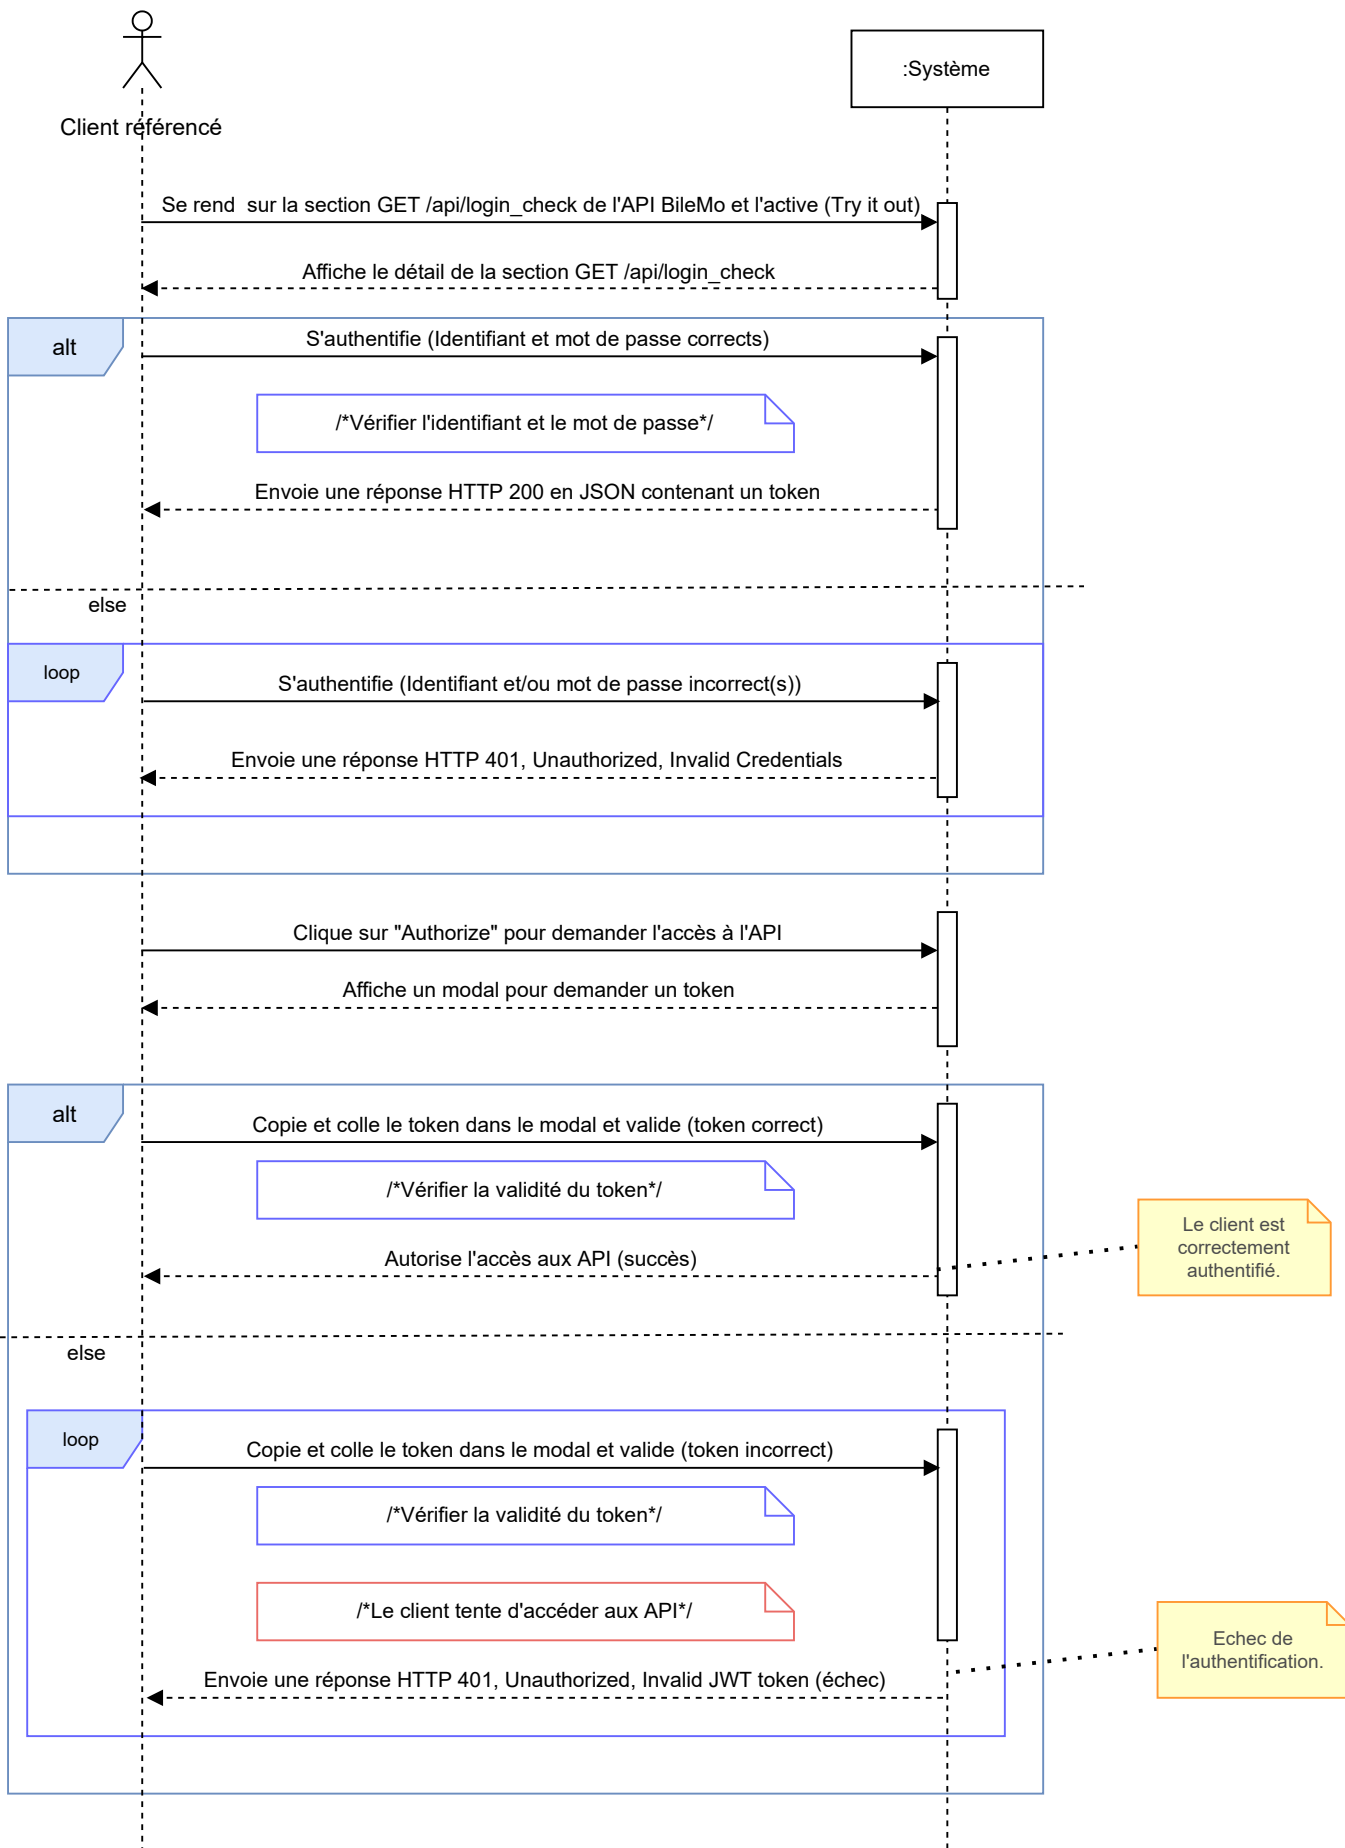 :Système
Client référencé
Se rend  sur la section GET /api/login_check de l'API BileMo et l'active (Try it out)
Affiche le détail de la section GET /api/login_check
alt
S'authentifie (Identifiant et mot de passe corrects)
/*Vérifier l'identifiant et le mot de passe*/
Envoie une réponse HTTP 200 en JSON contenant un token
else
loop
S'authentifie (Identifiant et/ou mot de passe incorrect(s))
Envoie une réponse HTTP 401, Unauthorized, Invalid Credentials
Clique sur "Authorize" pour demander l'accès à l'API
Affiche un modal pour demander un token
alt
Copie et colle le token dans le modal et valide (token correct)
/*Vérifier la validité du token*/
Le client est
correctement
authentifié.
Autorise l'accès aux API (succès)
else
loop
Copie et colle le token dans le modal et valide (token incorrect)
/*Vérifier la validité du token*/
/*Le client tente d'accéder aux API*/
Echec de
l'authentification.
Envoie une réponse HTTP 401, Unauthorized, Invalid JWT token (échec)